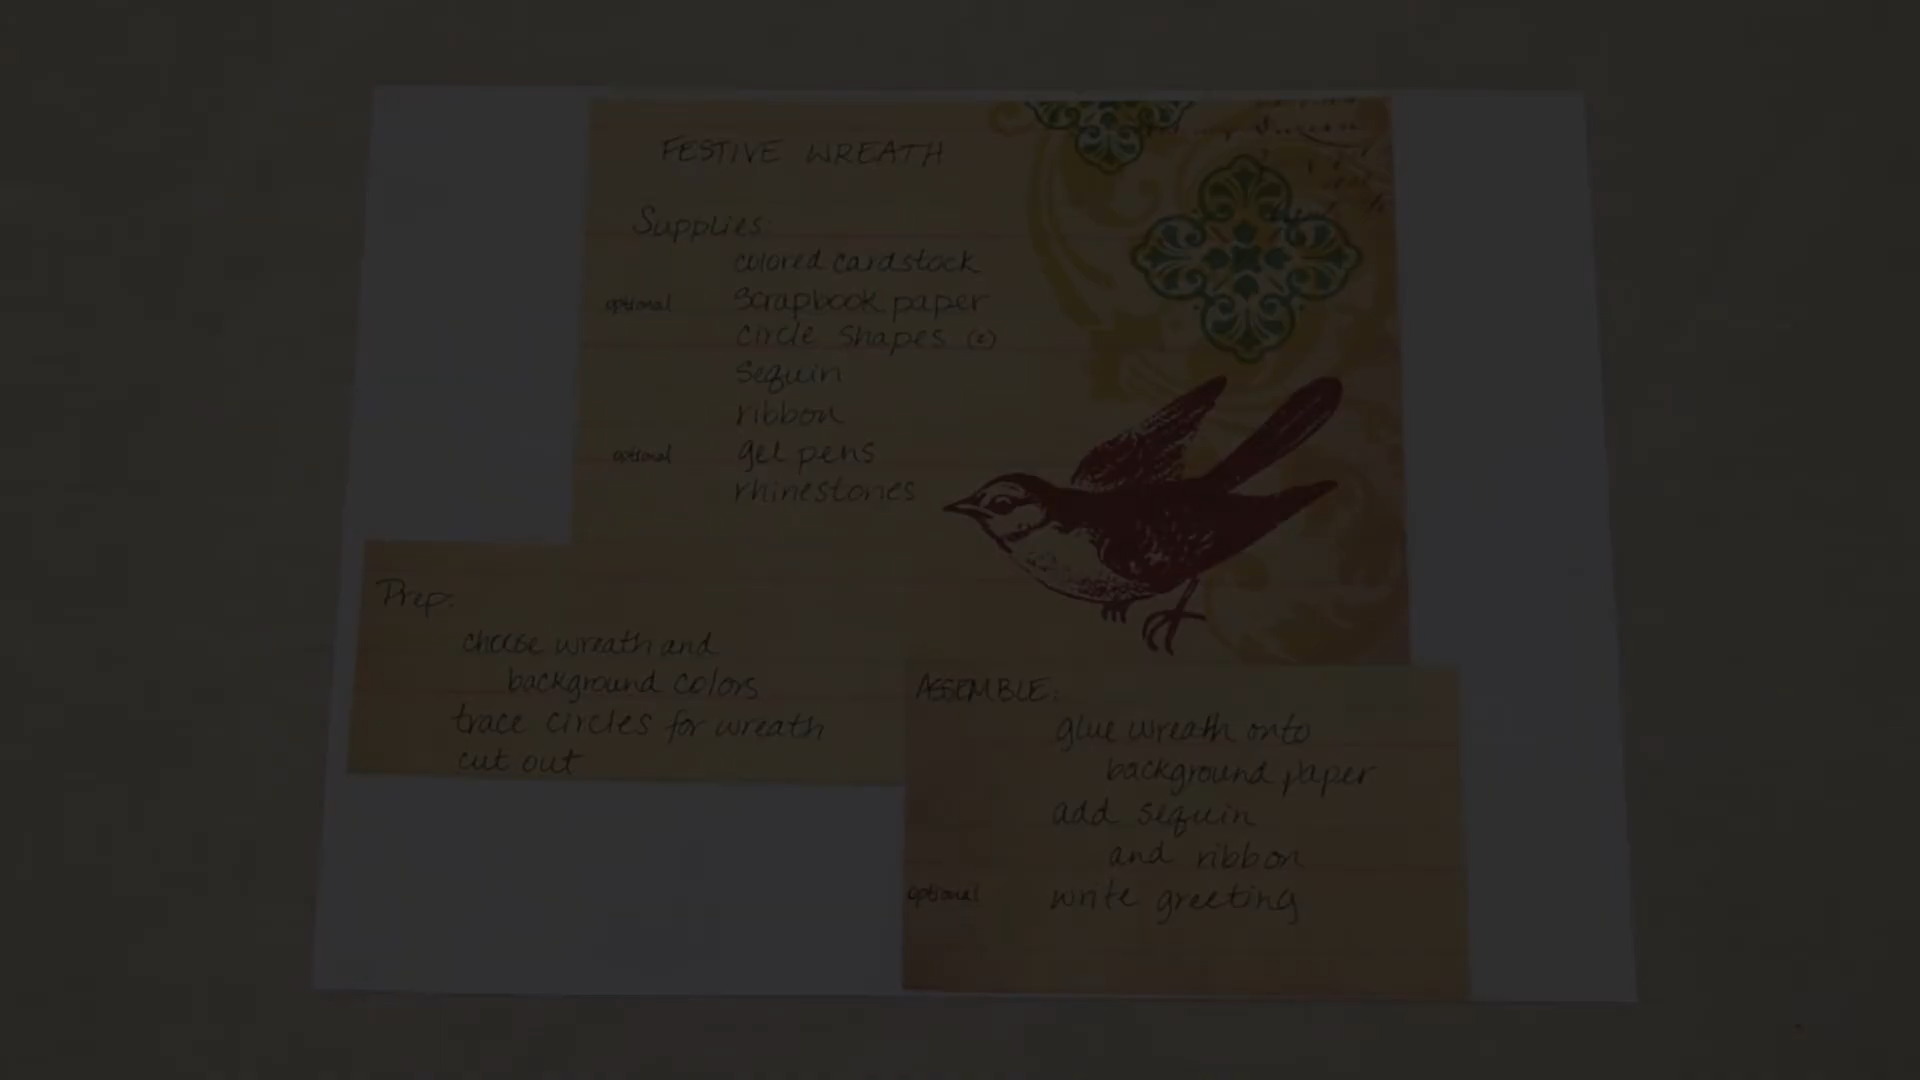 FESTIVE WREATH
Supplies:
colored cardstock
optional scrapbook paper
circle shapes (2)
sequin
ribbon
optional gel pens
rhinestones
Prep:
choose wreath and
background colors
trace circles for wreath
cut out
ASSEMBLE:
glue wreath onto
background paper
add sequin
and ribbon
optional write greeting